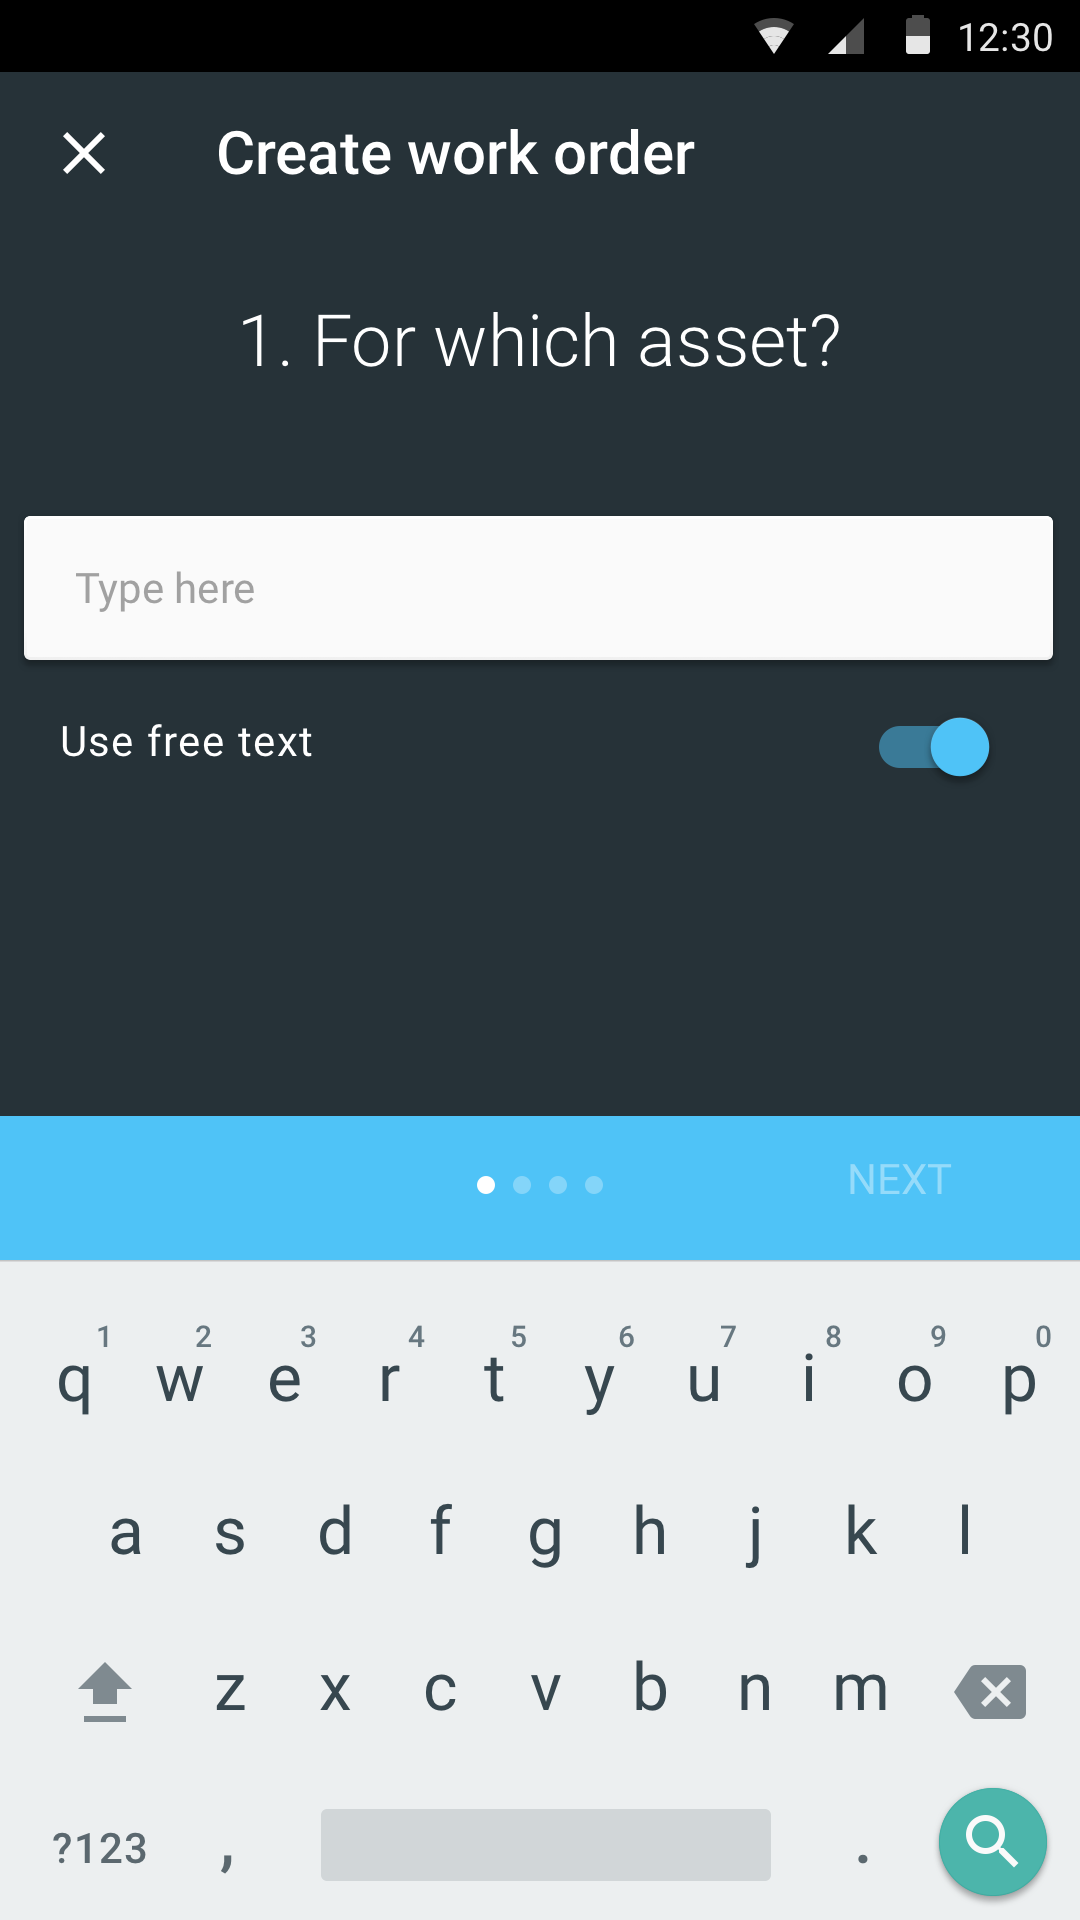 12:30
Create work order
1. For which asset?
Type here
Use free text
NEXT
1 2 3 4 5 6 7 8 9 0
q w e r t y u i o p
a s d f g h j k l
z x c v b n m
?123 , .